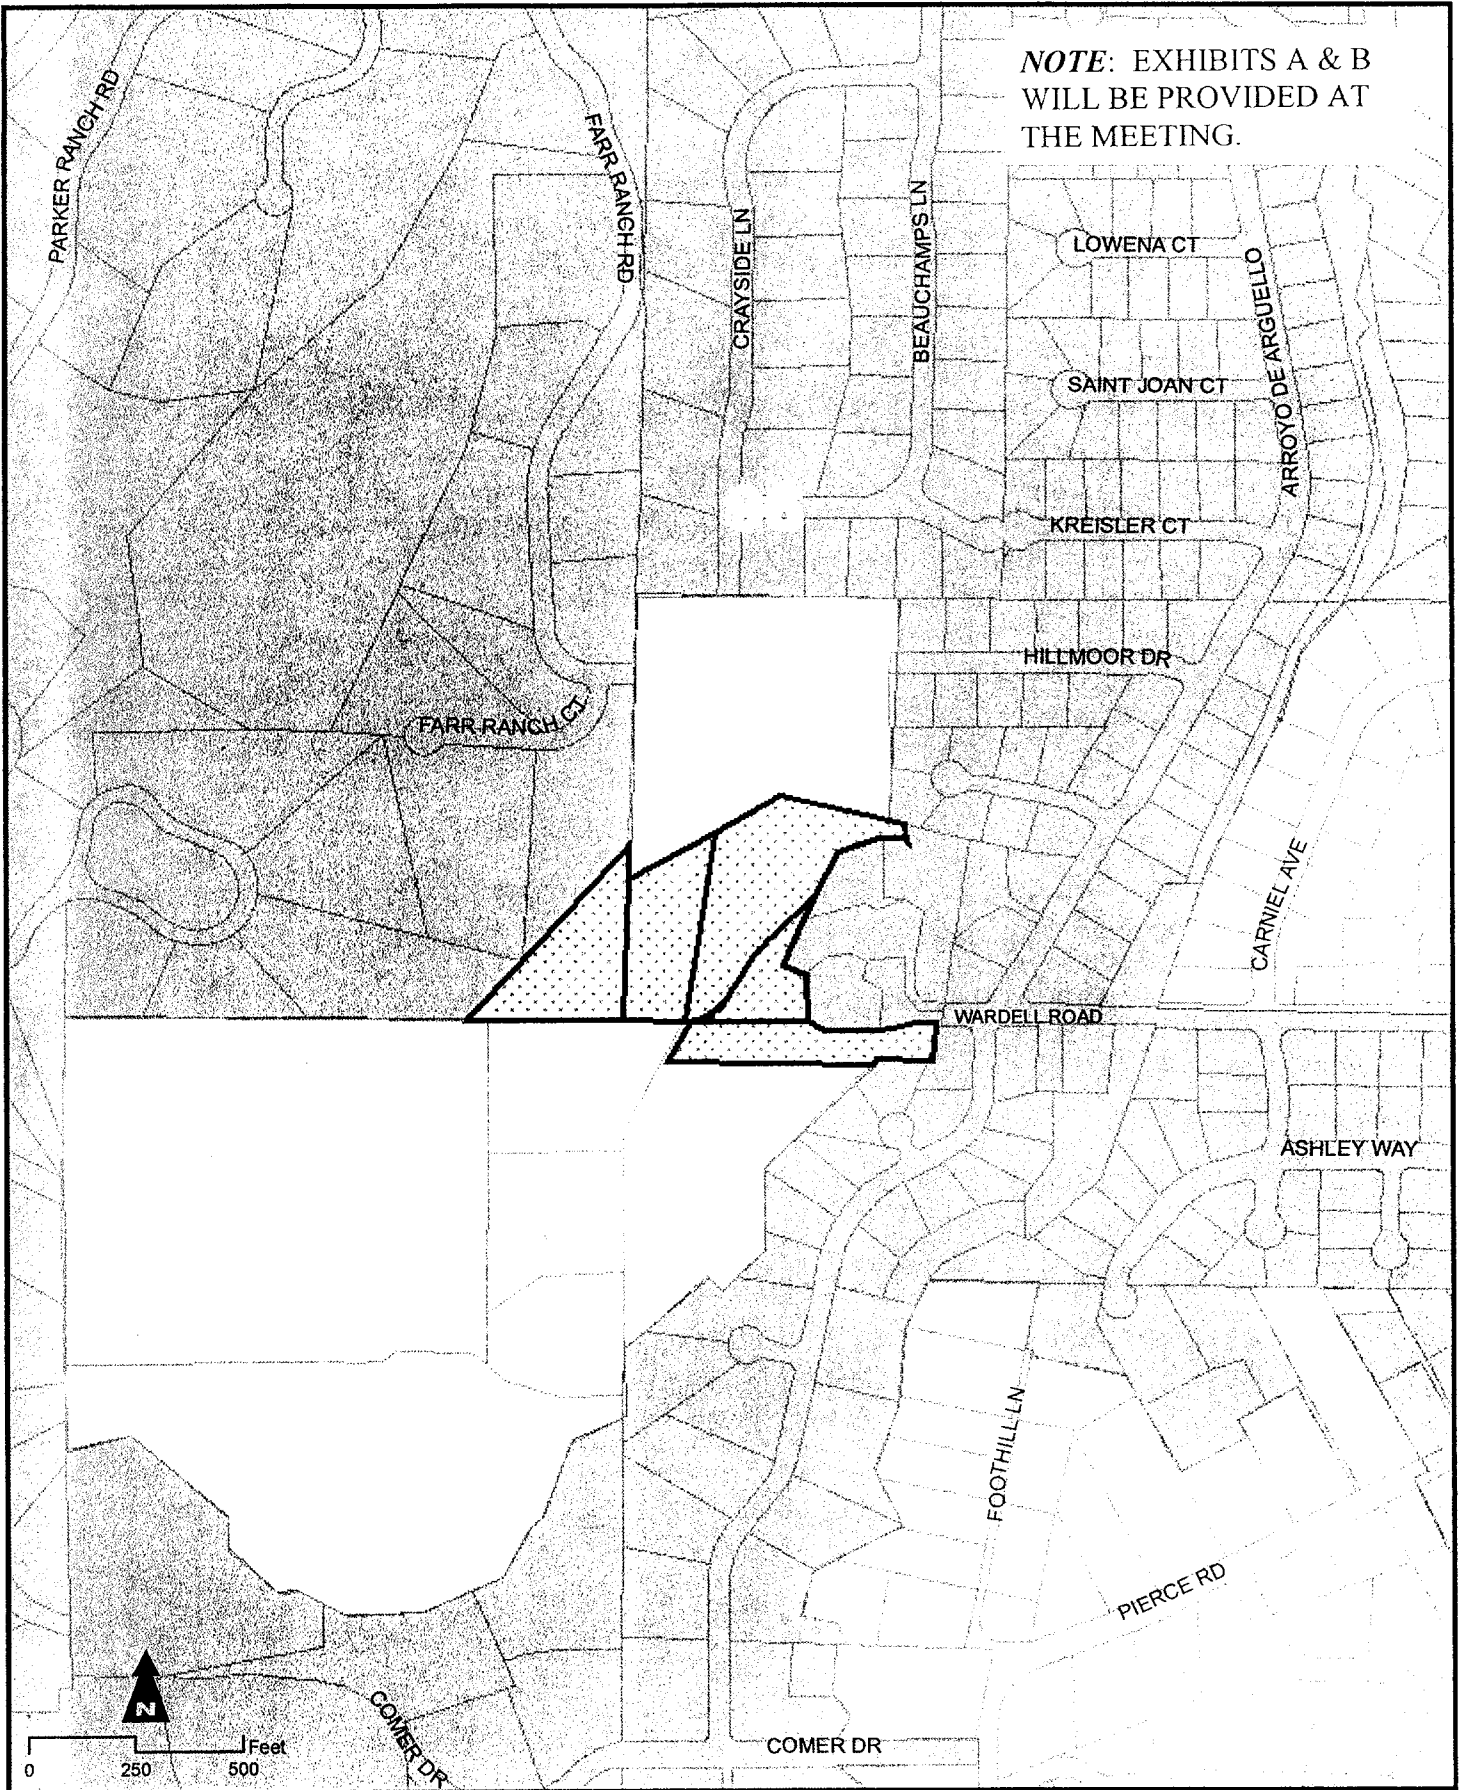 NOTE: EXHIBITS A & B
WILL BE PROVIDED AT
THE MEETING.
PARKER RANCH RD
FARR RANCH RD
CRAYSIDE LN
BEAUCHAMPS LN
LOWENA CT
ARROYO DE ARGUELLO
SAINT JOAN CT
KREISLER CT
HILLMOOR DR
FARR RANCH CT
CARNIEL AVE
WARDELL ROAD
ASHLEY WAY
FOOTHILL LN
PIERCE RD
N
COMER DR
COMER DR
Feet
0 250 500